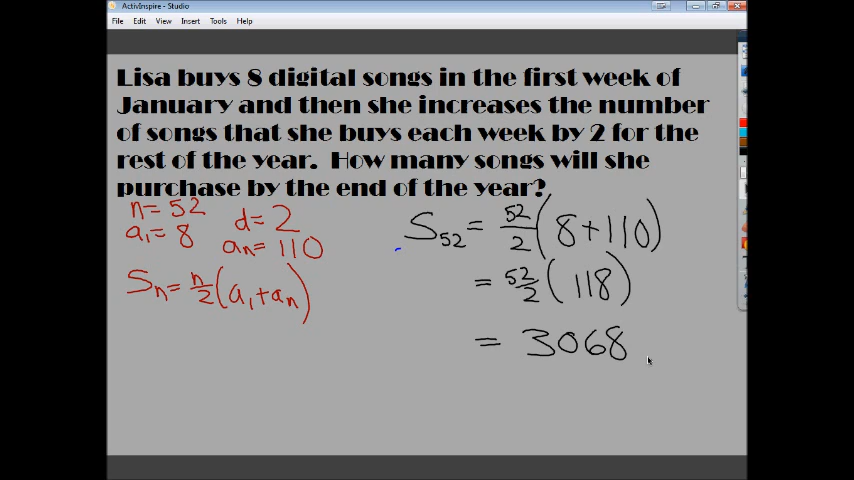 ActivInspire - Studio
File Edit View Insert Tools Help
Lisa buys 8 digital songs in the first week of
January and then she increases the number
of songs that she buys each week by 2 for the
rest of the year. How many songs will she
purchase by the end of the year?
n = 52 d = 2
a₁ = 8 aₙ = 110
Sₙ = n/2 (a₁ + aₙ)
S₅₂ = 52/2 (8 + 110)
= 52/2 (118)
= 3068